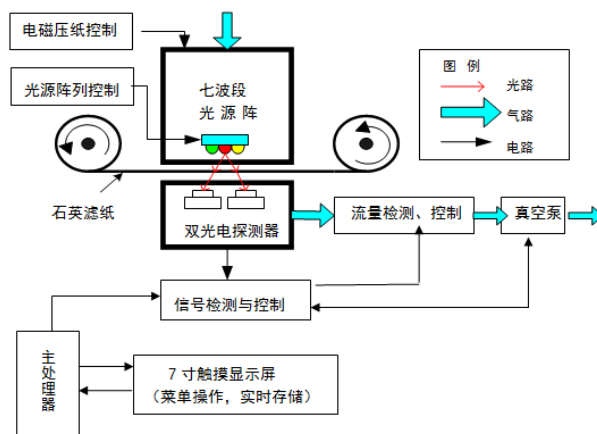 电磁压纸控制
光源阵列控制
七波段
光源阵
图例
光路
气路
电路
石英滤纸
双光电探测器
流量检测、控制
真空泵
信号检测与控制
主处理器
7寸触摸显示屏
（菜单操作，实时存储）